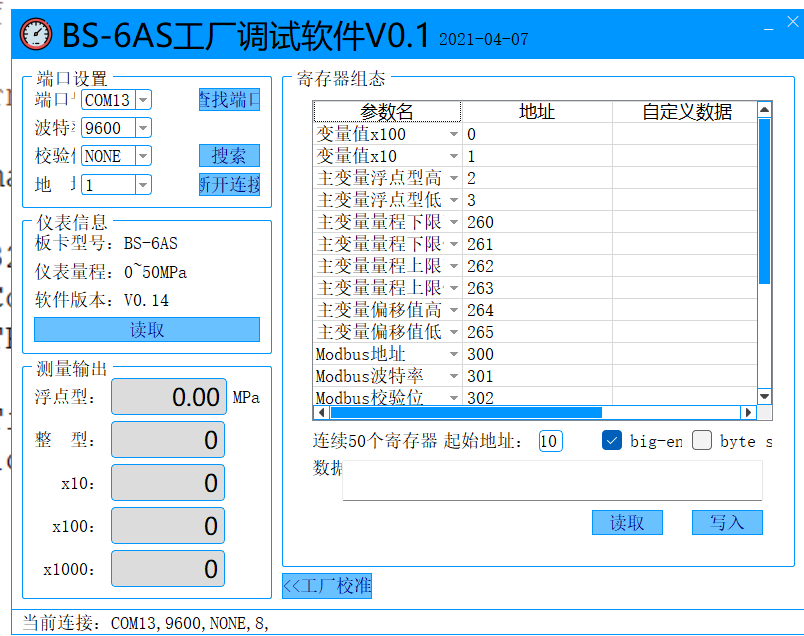 BS-6AS工厂调试软件V0.1 2021-04-07
端口设置
端口 COM13
查找端口
波特 9600
校验 NONE
搜索
地 1
断开连接
仪表信息
板卡型号: BS-6AS
仪表量程: 0~50MPa
软件版本: V0.14
读取
测量输出
浮点型: 0.00 MPa
整 型: 0
x10: 0
x100: 0
x1000: 0
寄存器组态
参数名 地址 自定义数据
变量值x100 0
变量值x10 1
主变量浮点型高 2
主变量浮点型低 3
主变量量程下限 260
主变量量程下限 261
主变量量程上限 262
主变量量程上限 263
主变量偏移值高 264
主变量偏移值低 265
Modbus地址 300
Modbus波特率 301
Modbus校验位 302
连续50个寄存器 起始地址: 10 big-en byte s
数据
读取 写入
<<工厂校准
当前连接: COM13,9600,NONE,8,